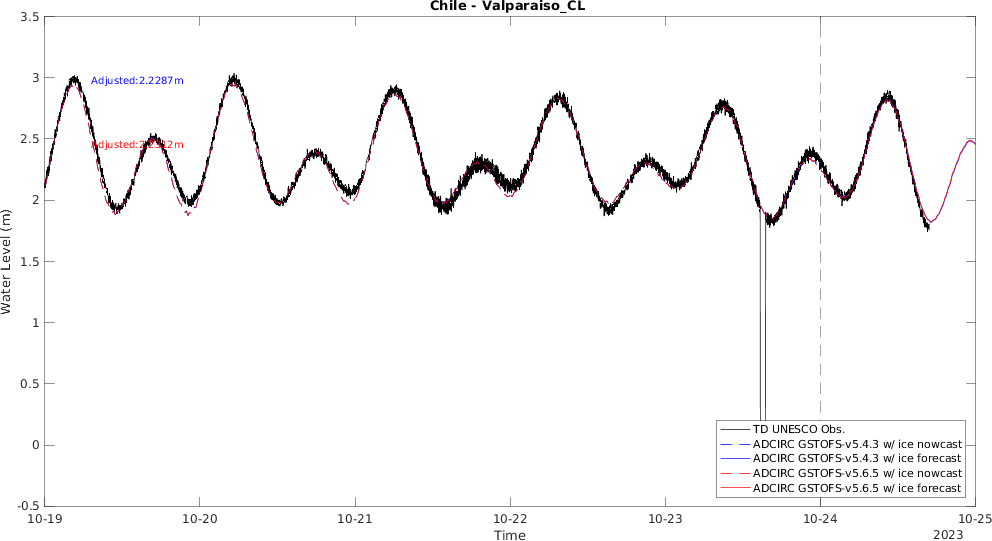 Chile - Valparaiso_CL
3.5
3
2.5
2
1.5
1
0.5
0
-0.5
Water Level (m)
Adjusted:2.2287m
TD UNESCO Obs.
ADCIRC GSTOFS-v5.4.3 w/ ice nowcast
ADCIRC GSTOFS-v5.4.3 w/ ice forecast
ADCIRC GSTOFS-v5.6.5 w/ ice nowcast
ADCIRC GSTOFS-v5.6.5 w/ ice forecast
10-19
10-20
10-21
10-22
10-23
10-24
10-25
Time
2023